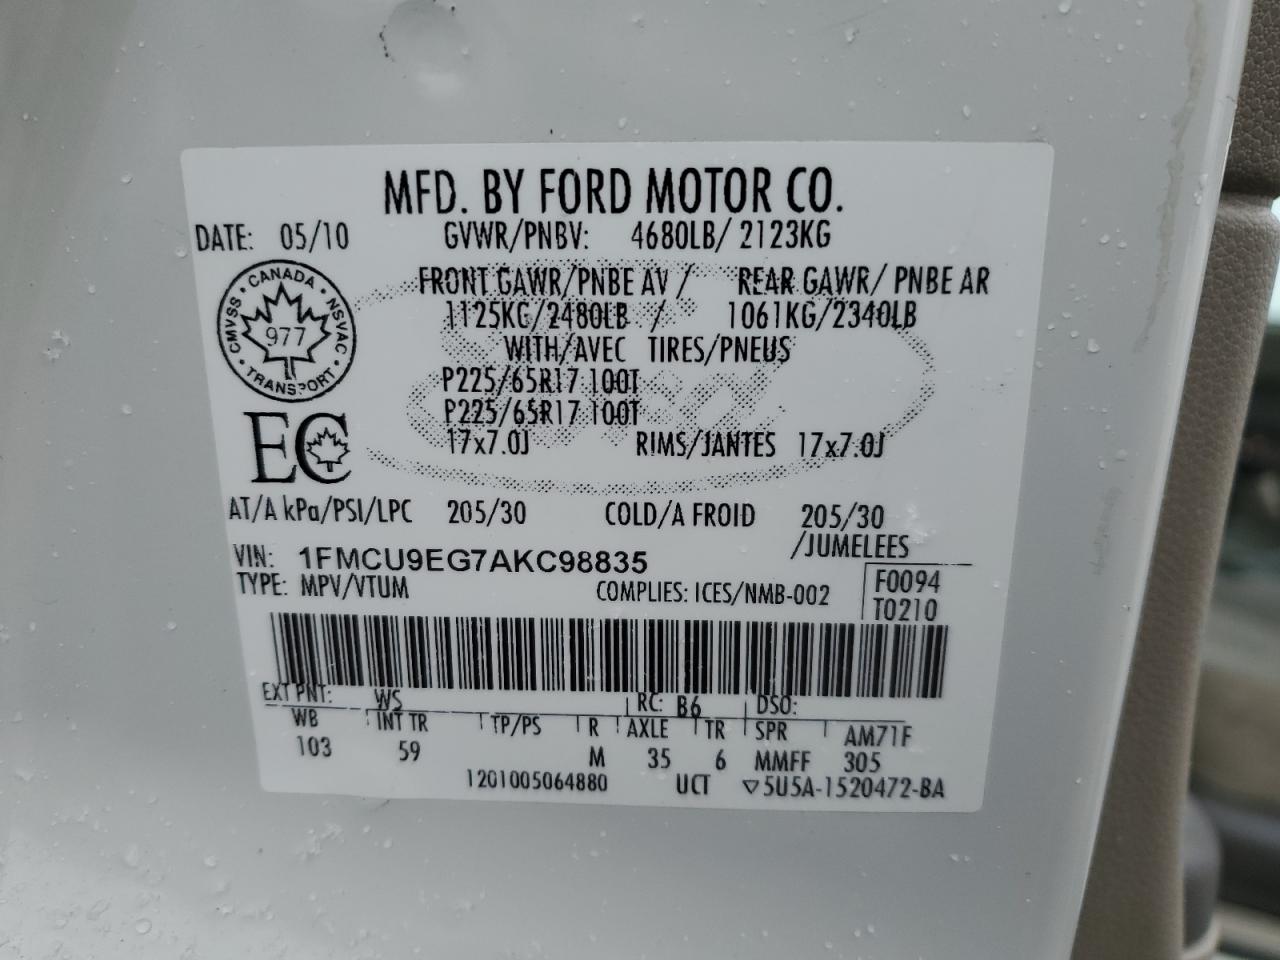 MFD. BY FORD MOTOR CO.
DATE: 05/10 GVWR/PNBV: 4680LB/ 2123KG
CMVSS • CANADA • NSVAC • TRANSPORT •
977
FRONT GAWR/PNBE AV / REAR GAWR/ PNBE AR
1125KG/2480LB / 1061KG/2340LB
WITH/AVEC TIRES/PNEUS
P225/65R17 100T
P225/65R17 100T
EC
17x7.0J RIMS/JANTES 17x7.0J
AT/A kPa/PSI/LPC 205/30 COLD/A FROID 205/30
/JUMELEES
VIN: 1FMCU9EG7AKC98835
TYPE: MPV/VTUM COMPLIES: ICES/NMB-002
F0094
T0210
EXT PNT: WS RC: B6 DSO:
WB INT TR TP/PS R AXLE TR SPR AM71F
103 59 M 35 6 MMFF 305
1201005064880 UCT ▽5U5A-1520472-BA